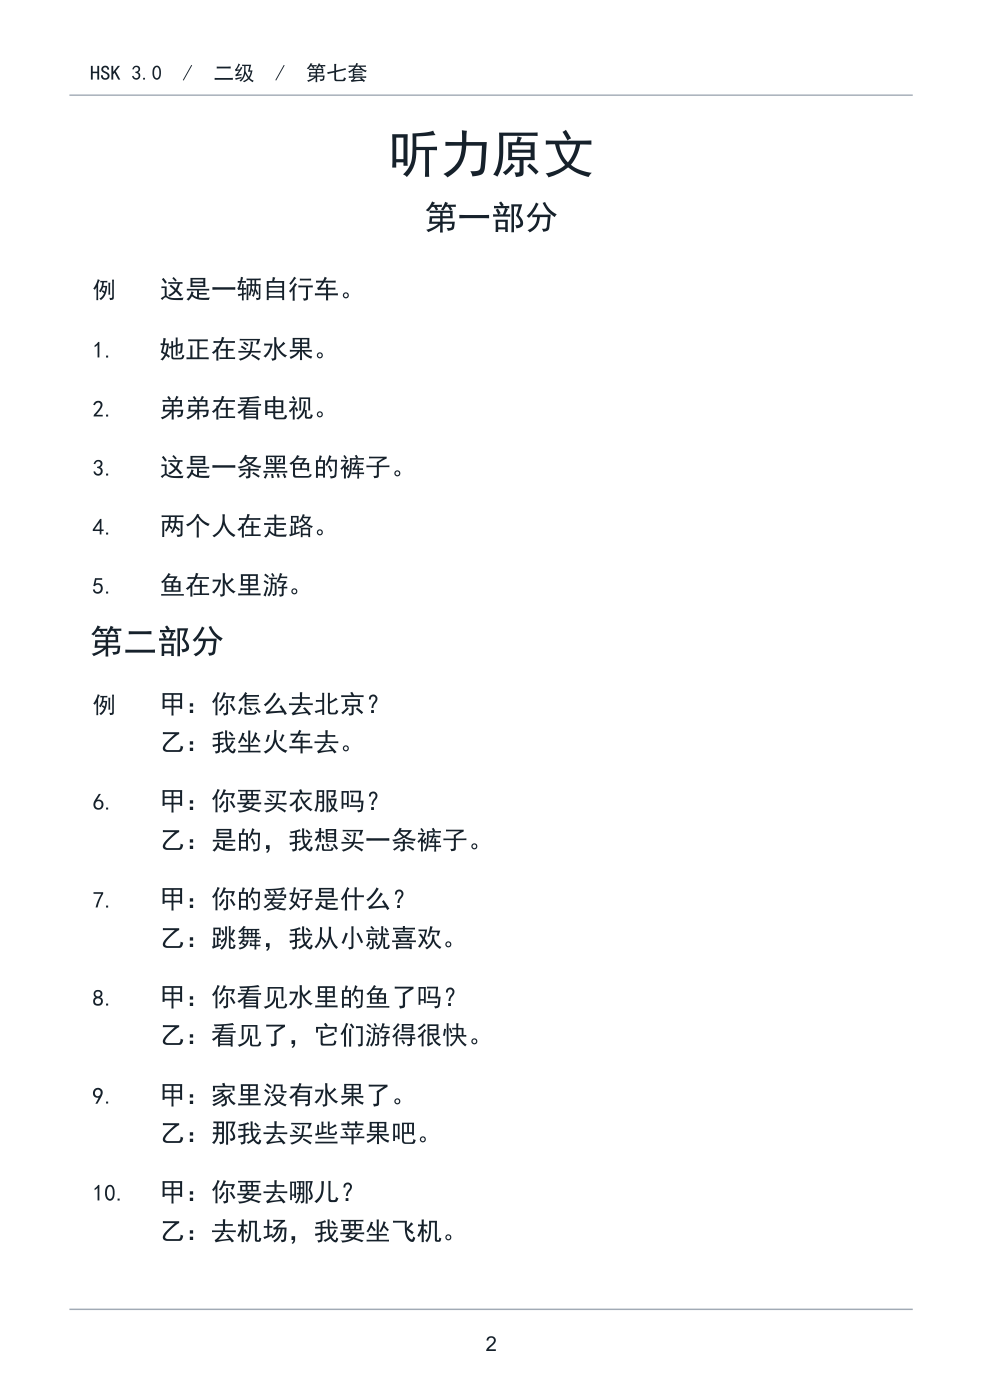 HSK 3.0 / 二级 / 第七套
听力原文
第一部分
例 这是一辆自行车。
1. 她正在买水果。
2. 弟弟在看电视。
3. 这是一条黑色的裤子。
4. 两个人在走路。
5. 鱼在水里游。
第二部分
例 甲：你怎么去北京？
乙：我坐火车去。
6. 甲：你要买衣服吗？
乙：是的，我想买一条裤子。
7. 甲：你的爱好是什么？
乙：跳舞，我从小就喜欢。
8. 甲：你看见水里的鱼了吗？
乙：看见了，它们游得很快。
9. 甲：家里没有水果了。
乙：那我去买些苹果吧。
10. 甲：你要去哪儿？
乙：去机场，我要坐飞机。
2